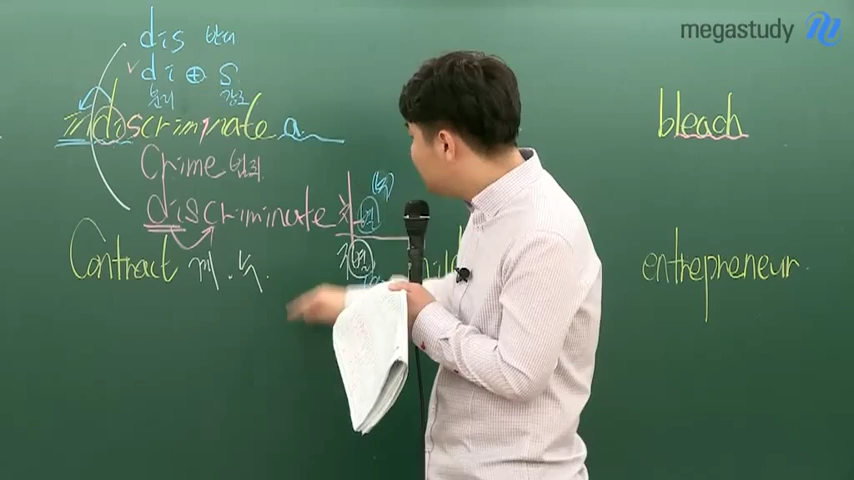 megastudy
dis 반대
di ⊕ S
분리 강조
indiscriminate a.
bleach
Crime 범죄
discriminate
Contract
entrepreneur